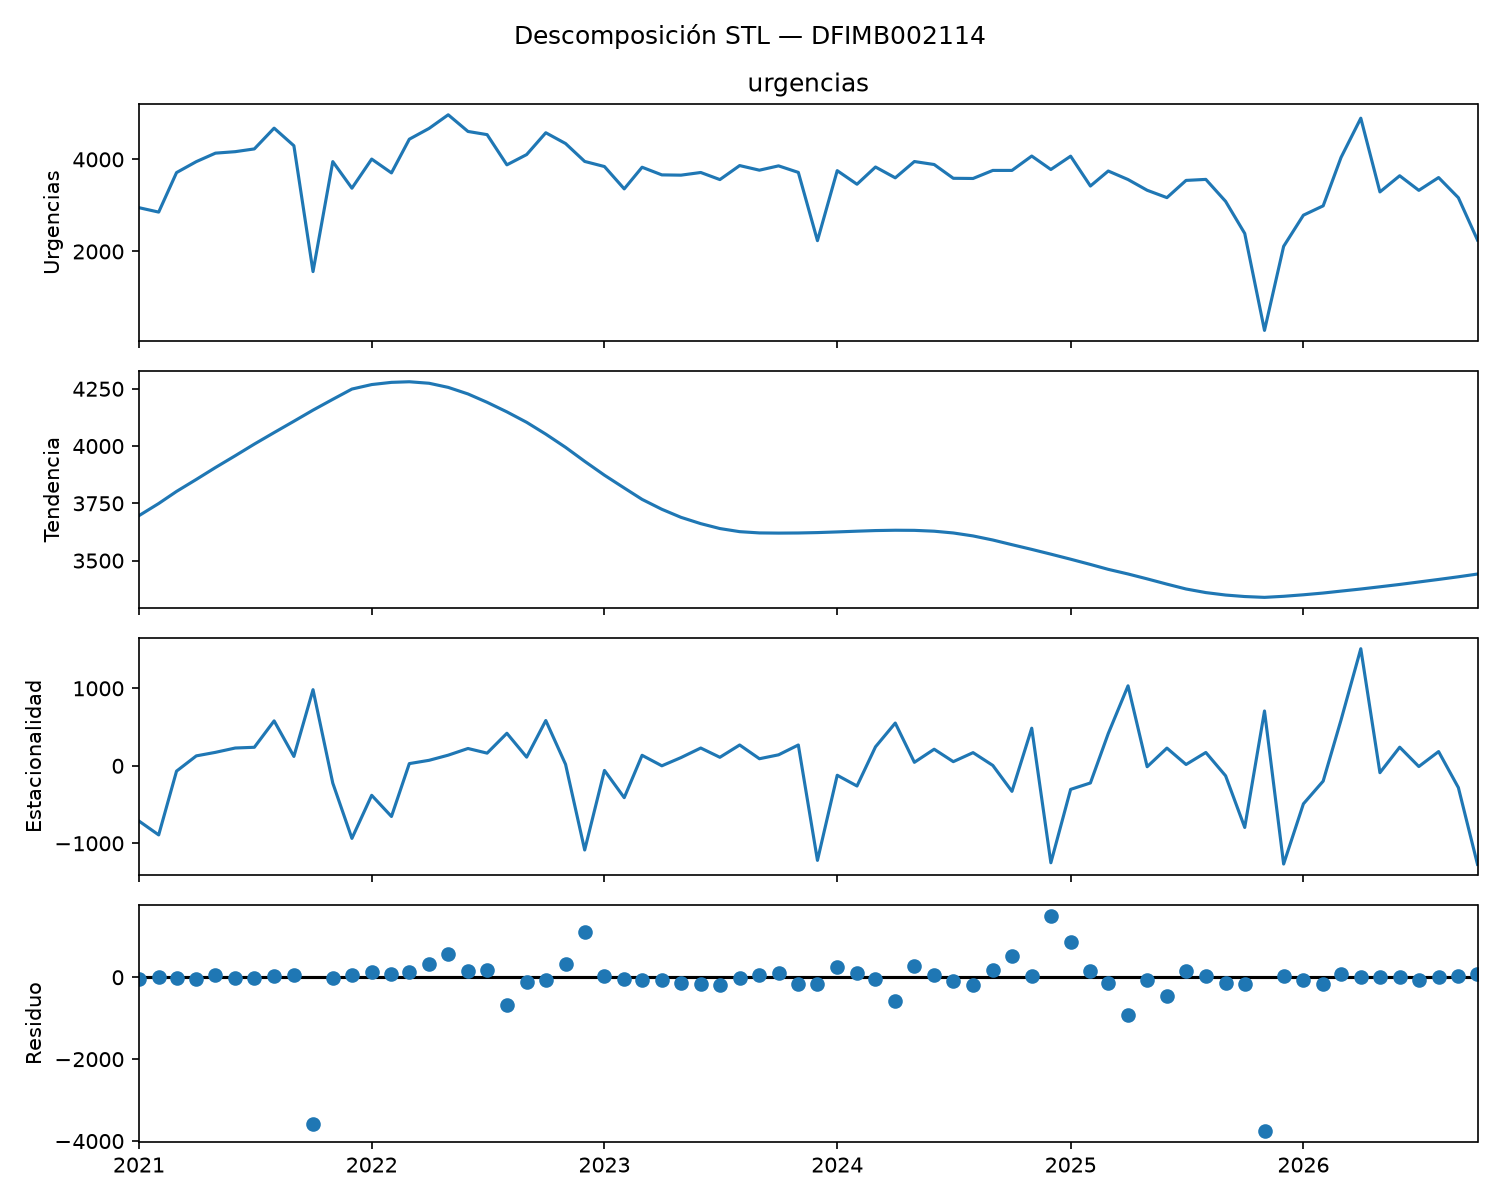 Descomposición STL — DFIMB002114
urgencias
Urgencias
4000
2000
Tendencia
4250
4000
3750
3500
Estacionalidad
1000
0
−1000
Residuo
0
−2000
−4000
2021 2022 2023 2024 2025 2026